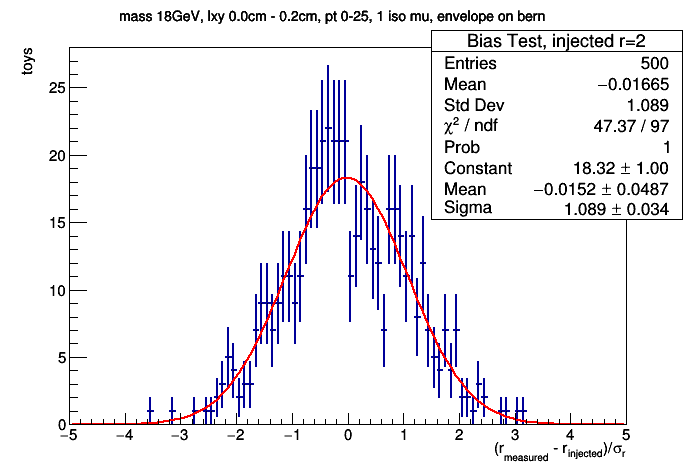 mass 18GeV, lxy 0.0cm - 0.2cm, pt 0-25, 1 iso mu, envelope on bern
toys
Bias Test, injected r=2
Entries 500
Mean −0.01665
Std Dev 1.089
χ² / ndf 47.37 / 97
Prob 1
Constant 18.32 ± 1.00
Mean −0.0152 ± 0.0487
Sigma 1.089 ± 0.034
25
20
15
10
5
0
−5 −4 −3 −2 −1 0 1 2 3 4 5
(r_measured - r_injected)/σ_r